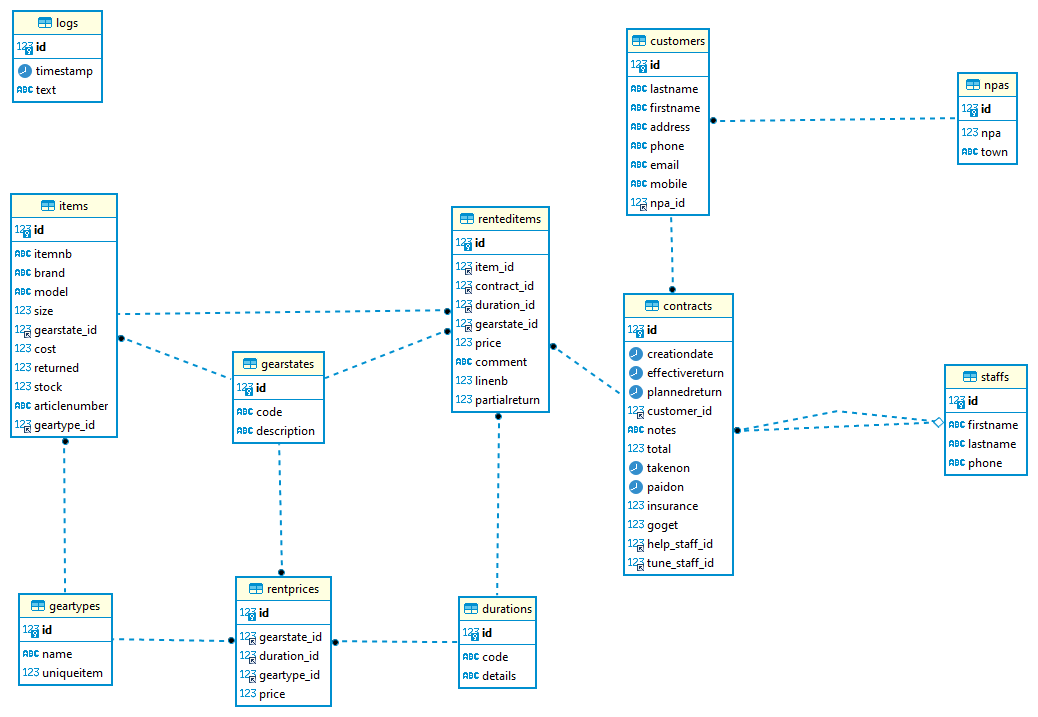 logs
123 id
timestamp
ABC text
customers
123 id
ABC lastname
ABC firstname
ABC address
ABC phone
ABC email
ABC mobile
123 npa_id
npas
123 id
123 npa
ABC town
items
123 id
ABC itemnb
ABC brand
ABC model
123 size
123 gearstate_id
123 cost
123 returned
123 stock
ABC articlenumber
123 geartype_id
renteditems
123 id
123 item_id
123 contract_id
123 duration_id
123 gearstate_id
123 price
ABC comment
123 linenb
123 partialreturn
contracts
123 id
creationdate
effectivereturn
plannedreturn
123 customer_id
ABC notes
123 total
takenon
paidon
123 insurance
123 goget
123 help_staff_id
123 tune_staff_id
gearstates
123 id
ABC code
ABC description
staffs
123 id
ABC firstname
ABC lastname
ABC phone
geartypes
123 id
ABC name
123 uniqueitem
rentprices
123 id
123 gearstate_id
123 duration_id
123 geartype_id
123 price
durations
123 id
ABC code
ABC details